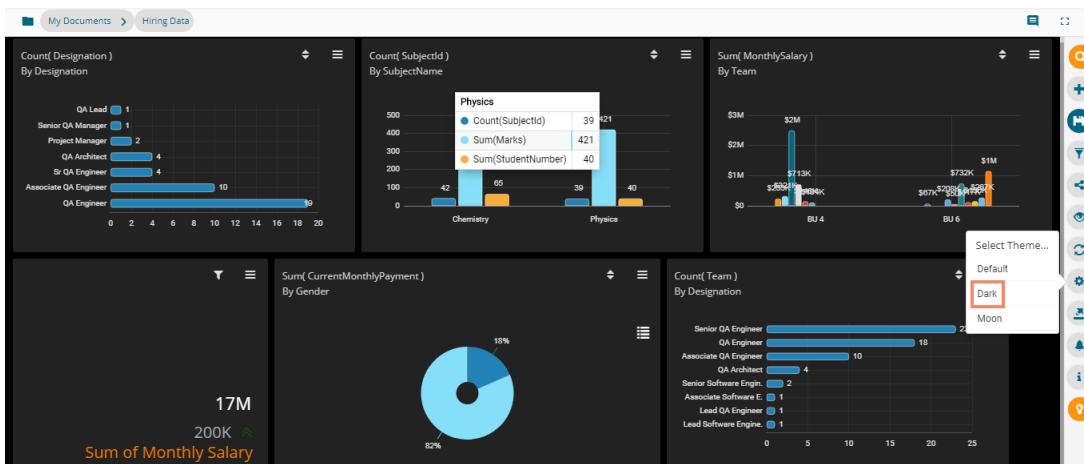 My Documents > Hiring Data
Count( Designation )
By Designation
QA Lead 1
Senior QA Manager 1
Project Manager 2
QA Architect 4
Sr QA Engineer 4
Associate QA Engineer 10
QA Engineer 19
0 2 4 6 8 10 12 14 16 18 20
Count( SubjectId )
By SubjectName
Physics
Count(SubjectId) 39
Sum(Marks) 421
Sum(StudentNumber) 40
500
400
300
200
100
0
42 65 39 421 40
Chemistry Physics
Sum( MonthlySalary )
By Team
$3M
$2M
$1M
$0
$2M
$713K
$67K
$732K
$1M
BU 4 BU 6
Select Theme...
Default
Dark
Moon
17M
200K
Sum of Monthly Salary
Sum( CurrentMonthlyPayment )
By Gender
18%
82%
Count( Team )
By Designation
Senior QA Engineer
QA Engineer 18
Associate QA Engineer 10
QA Architect 4
Senior Software Engin. 2
Associate Software E. 1
Lead QA Engineer 1
Lead Software Engine. 1
0 5 10 15 20 25